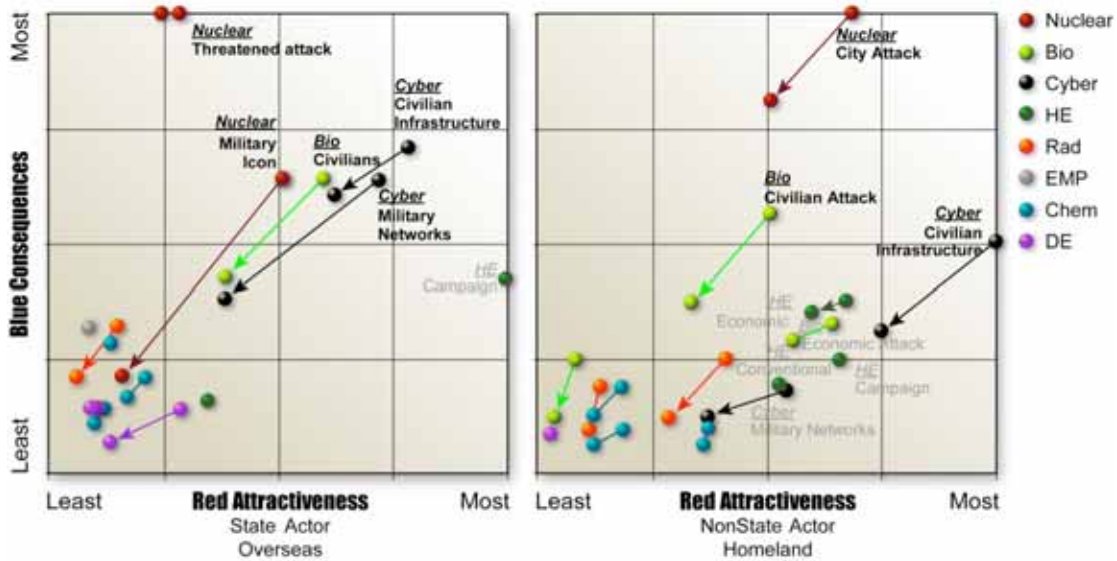 Most
Blue Consequences
Least
Nuclear
Threatened attack
Cyber
Civilian
Infrastructure
Nuclear
Military
Icon
Bio
Civilians
Cyber
Military
Networks
HE
Campaign
Least
Red Attractiveness
Most
State Actor
Overseas
Nuclear
City Attack
Bio
Civilian Attack
Cyber
Civilian
Infrastructure
HE
Economic
Economic Attack
HE
Conventional
HE
Campaign
Cyber
Military Networks
Least
Red Attractiveness
Most
NonState Actor
Homeland
Nuclear
Bio
Cyber
HE
Rad
EMP
Chem
DE